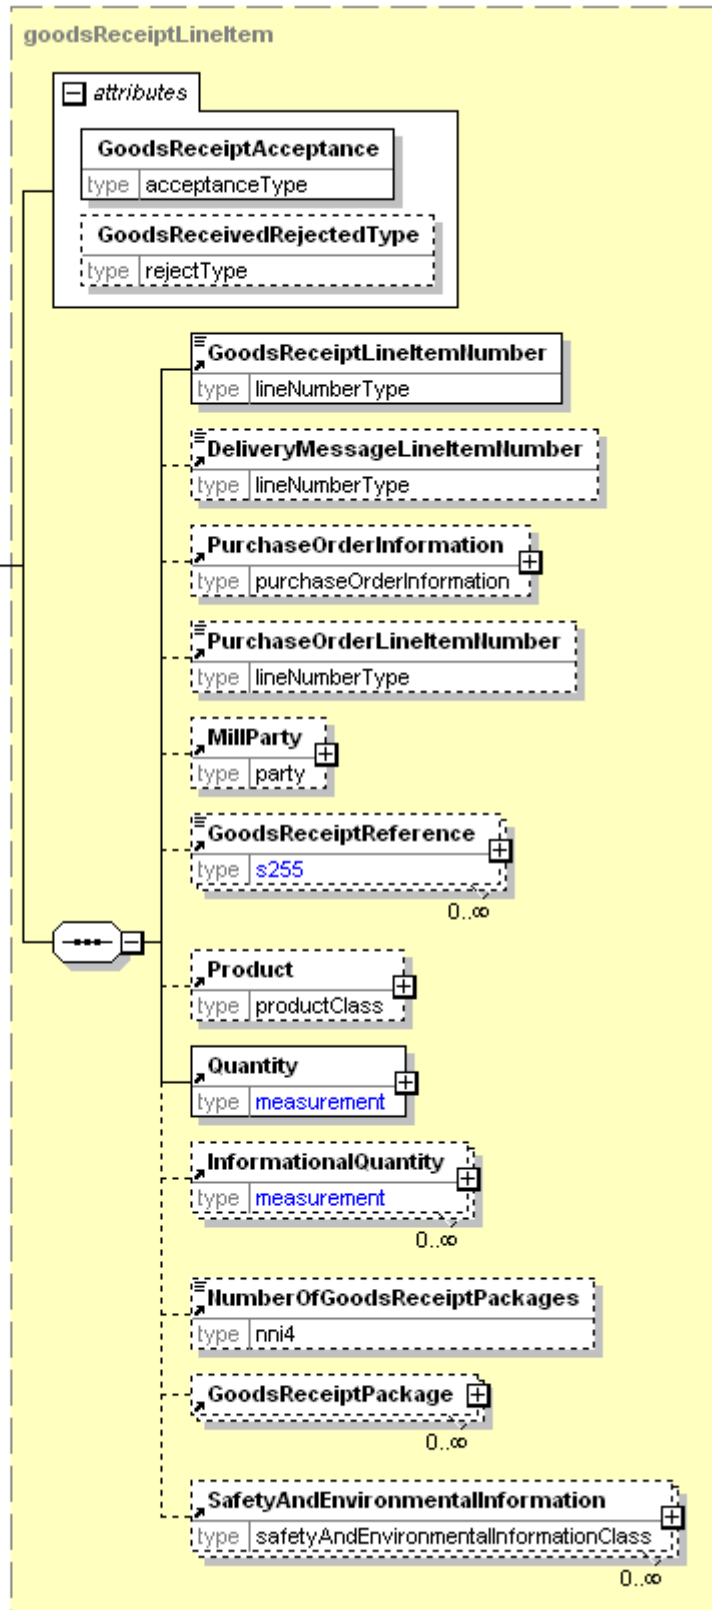 goodsReceiptLineItem
attributes
GoodsReceiptAcceptance
type acceptanceType
GoodsReceivedRejectedType
type rejectType
GoodsReceiptLineItemNumber
type lineNumberType
DeliveryMessageLineItemNumber
type lineNumberType
PurchaseOrderInformation
type purchaseOrderInformation
PurchaseOrderLineItemNumber
type lineNumberType
MillParty
type party
GoodsReceiptReference
type s255
0..∞
Product
type productClass
Quantity
type measurement
InformationalQuantity
type measurement
0..∞
NumberOfGoodsReceiptPackages
type nni4
GoodsReceiptPackage
0..∞
SafetyAndEnvironmentalInformation
type safetyAndEnvironmentalInformationClass
0..∞